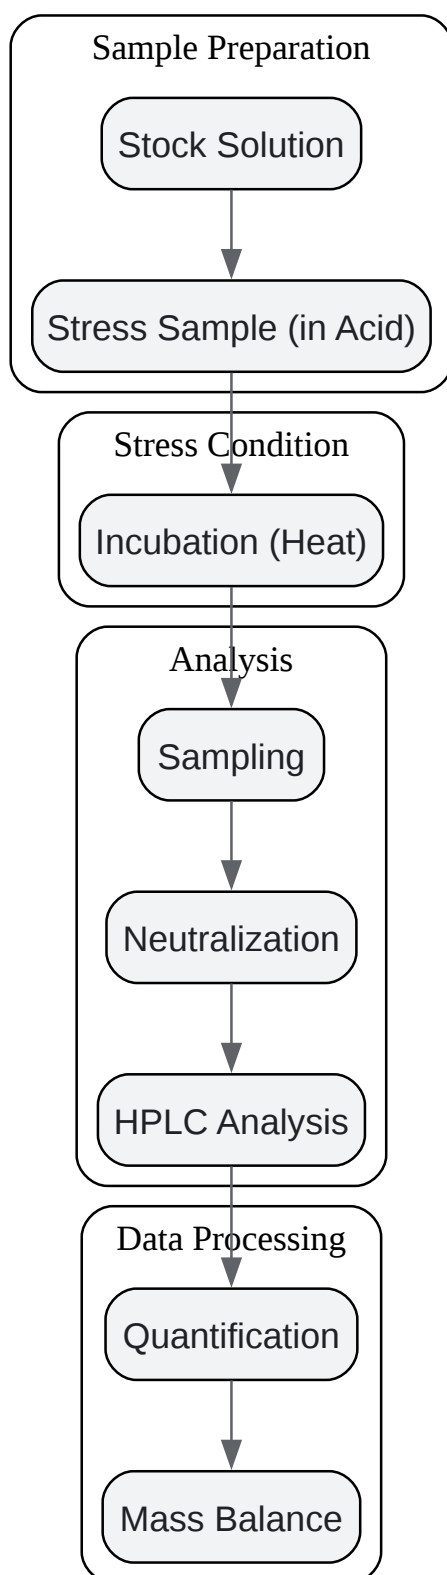 Sample Preparation
Stock Solution
Stress Sample (in Acid)
Stress Condition
Incubation (Heat)
Analysis
Sampling
Neutralization
HPLC Analysis
Data Processing
Quantification
Mass Balance